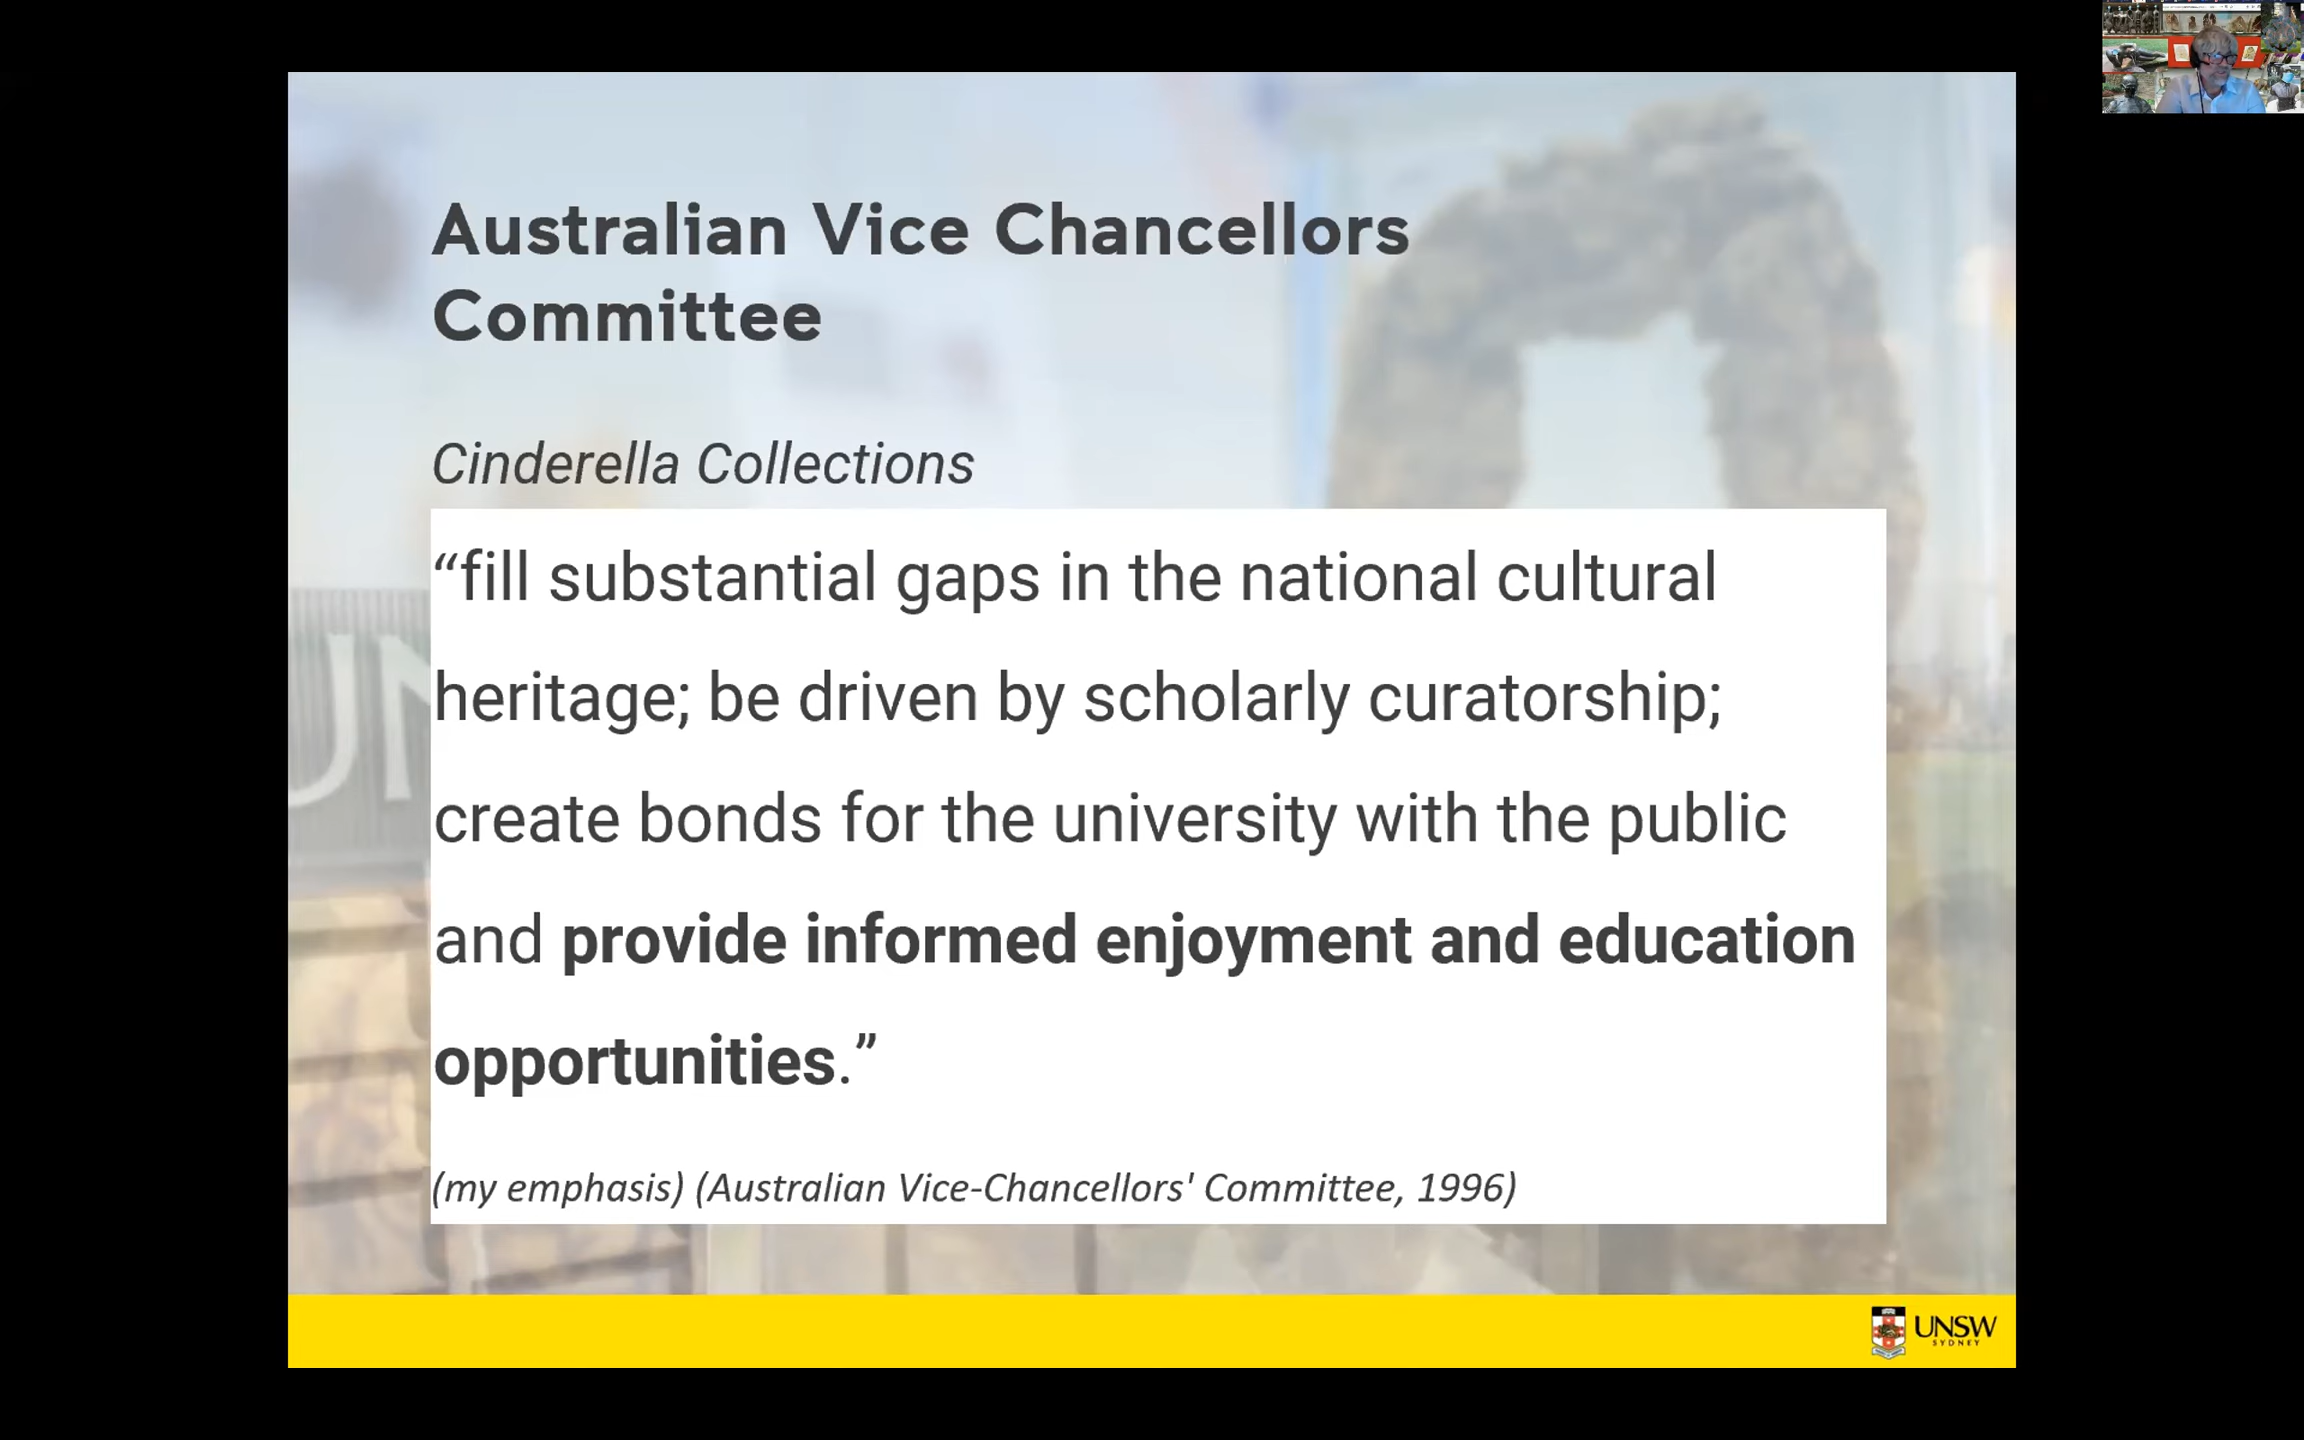 Australian Vice Chancellors
Committee
Cinderella Collections
“fill substantial gaps in the national cultural
heritage; be driven by scholarly curatorship;
create bonds for the university with the public
and provide informed enjoyment and education
opportunities.”
(my emphasis) (Australian Vice-Chancellors' Committee, 1996)
UN
UNSW
SYDNEY